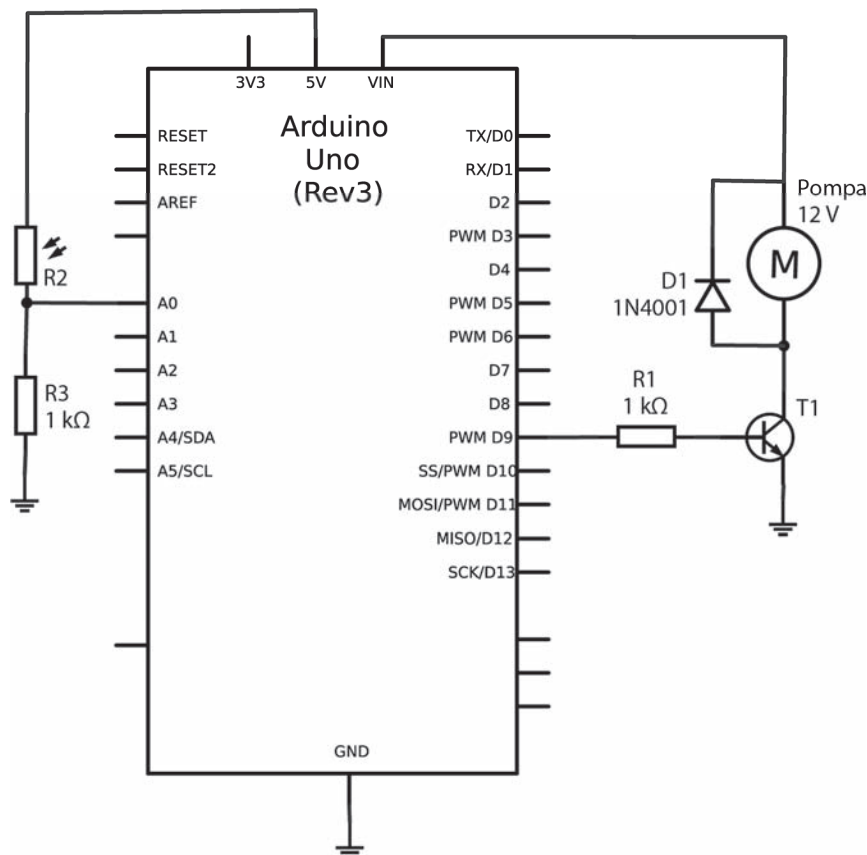 3V3
5V
VIN
Arduino
Uno
(Rev3)
RESET
RESET2
AREF
A0
A1
A2
A3
A4/SDA
A5/SCL
TX/D0
RX/D1
D2
PWM D3
D4
PWM D5
PWM D6
D7
D8
PWM D9
SS/PWM D10
MOSI/PWM D11
MISO/D12
SCK/D13
GND
R2
R3
1 kΩ
R1
1 kΩ
T1
D1
1N4001
Pompa
12 V
M